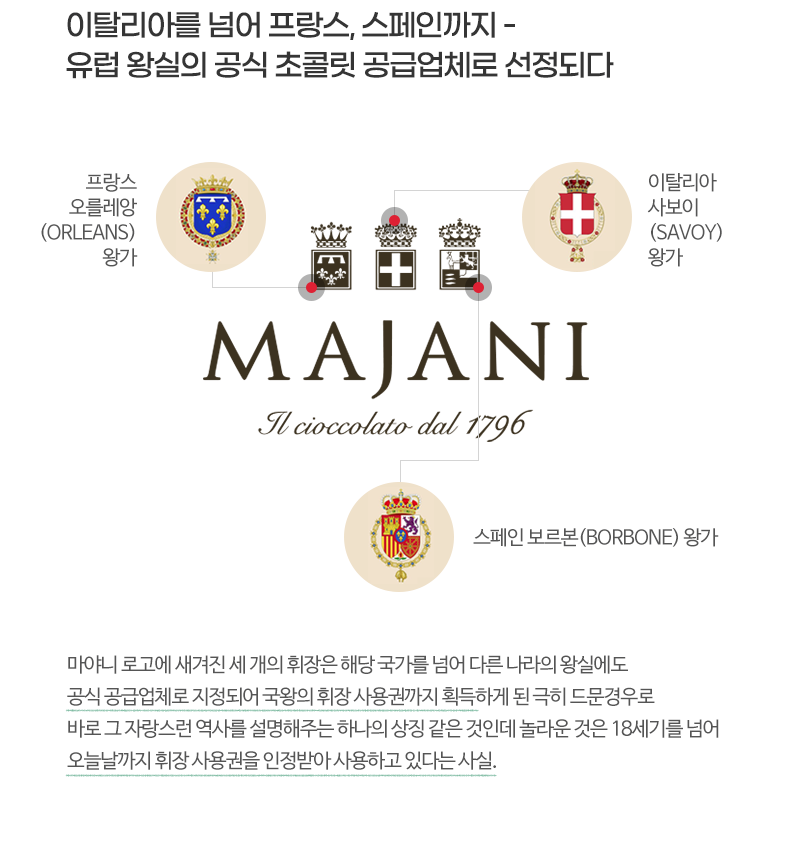 이탈리아를 넘어 프랑스, 스페인까지 -
유럽 왕실의 공식 초콜릿 공급업체로 선정되다
프랑스
오를레앙
(ORLEANS)
왕가
이탈리아
사보이
(SAVOY)
왕가
MAJANI
Il cioccolato dal 1796
스페인 보르본(BORBONE) 왕가
마야니 로고에 새겨진 세 개의 휘장은 해당 국가를 넘어 다른 나라의 왕실에도
공식 공급업체로 지정되어 국왕의 휘장 사용권까지 획득하게 된 극히 드문경우로
바로 그 자랑스런 역사를 설명해주는 하나의 상징 같은 것인데 놀라운 것은 18세기를 넘어
오늘날까지 휘장 사용권을 인정받아 사용하고 있다는 사실.